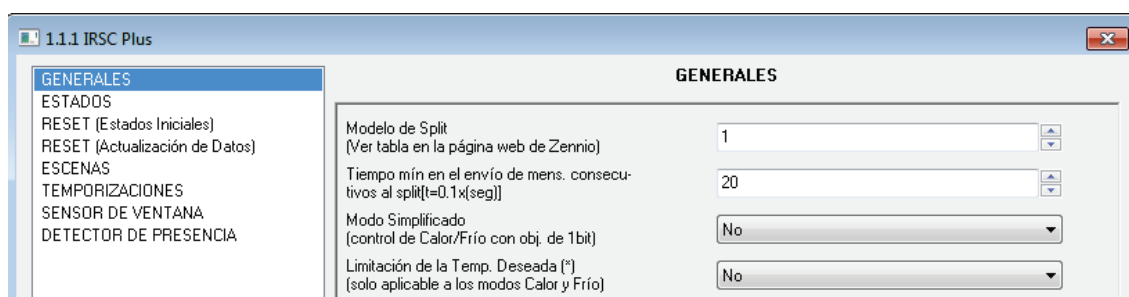 1.1.1 IRSC Plus
GENERALES
ESTADOS
RESET (Estados Iniciales)
RESET (Actualización de Datos)
ESCENAS
TEMPORIZACIONES
SENSOR DE VENTANA
DETECTOR DE PRESENCIA
GENERALES
Modelo de Split
(Ver tabla en la página web de Zennio)
1
Tiempo mín en el envío de mens. consecu-
tivos al split[t=0.1x(seg)]
20
Modo Simplificado
(control de Calor/Frío con obj. de 1bit)
No
Limitación de la Temp. Deseada (*)
(solo aplicable a los modos Calor y Frío)
No